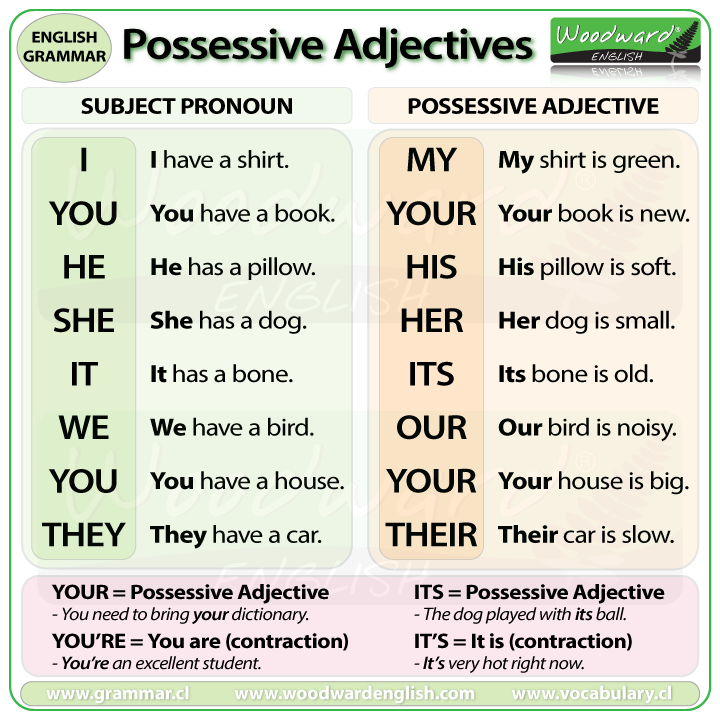 ENGLISH
GRAMMAR
Possessive Adjectives
Woodward®
ENGLISH
SUBJECT PRONOUN
POSSESSIVE ADJECTIVE
I I have a shirt. MY My shirt is green.
YOU You have a book. YOUR Your book is new.
HE He has a pillow. HIS His pillow is soft.
SHE She has a dog. HER Her dog is small.
IT It has a bone. ITS Its bone is old.
WE We have a bird. OUR Our bird is noisy.
YOU You have a house. YOUR Your house is big.
THEY They have a car. THEIR Their car is slow.
YOUR = Possessive Adjective
- You need to bring your dictionary.
YOU'RE = You are (contraction)
- You're an excellent student.
ITS = Possessive Adjective
- The dog played with its ball.
IT'S = It is (contraction)
- It's very hot right now.
www.grammar.cl www.woodwardenglish.com www.vocabulary.cl